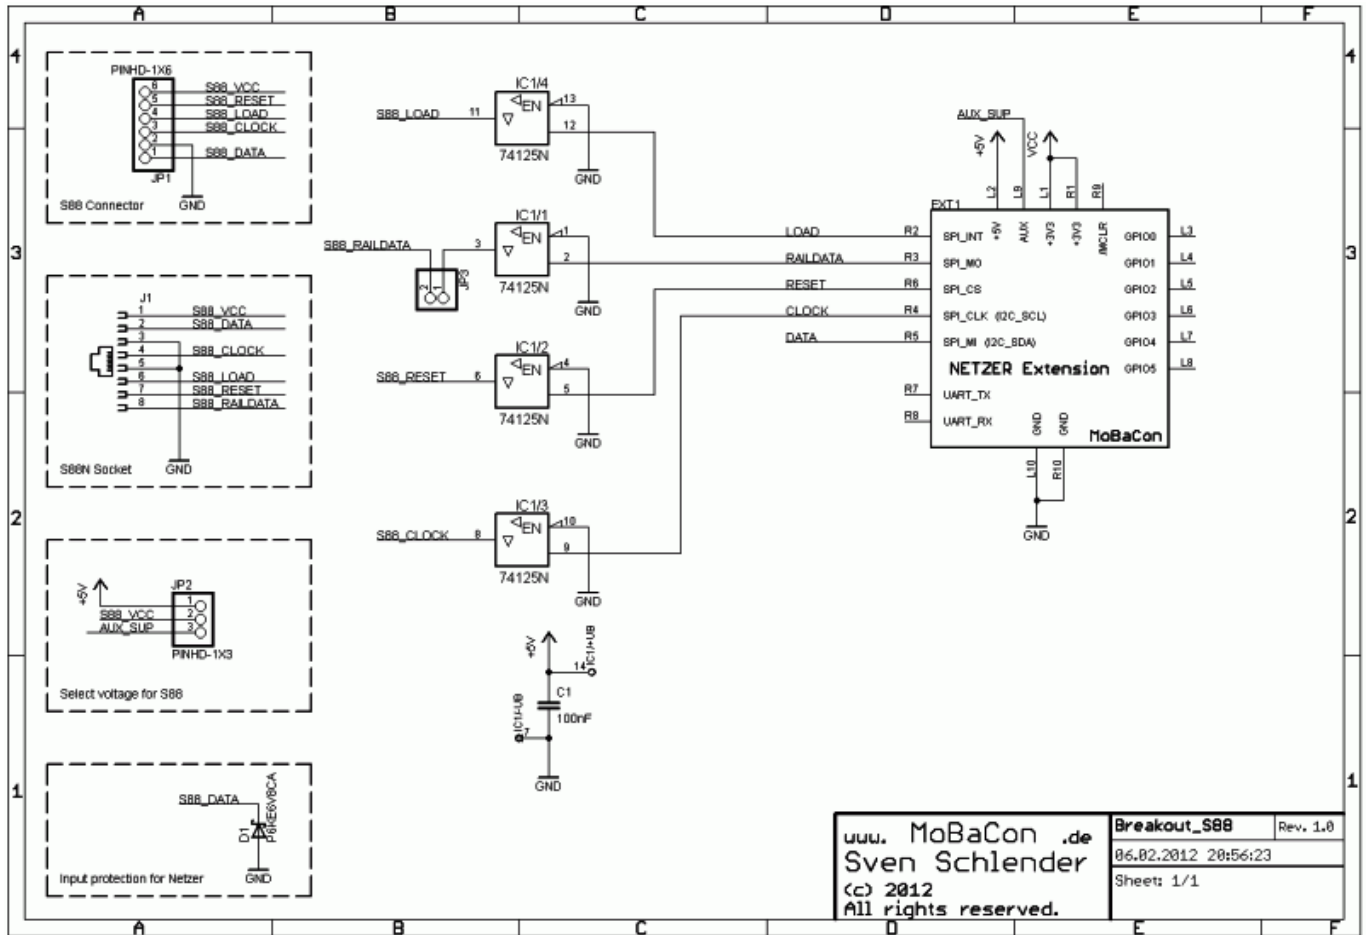 A B C D E F
4 4
PINHD-1X6
6 S88_VCC
5 S88_RESET
4 S88_LOAD
3 S88_CLOCK
2
1 S88_DATA
JP1
GND
S88 Connector
IC1/4
S88_LOAD 11 EN 13
12
74125N
GND
IC1/1
S88_RAILDATA 3 EN 1
2
74125N
GND
2 1 JP3
AUX_SUP
+5V VCC
L2 L9 L1 R1 R9
EXT1
+5V AUX +3V3 +3V3 /MCLR
LOAD R2 SPI_INT GPIO0 L3
RAILDATA R3 SPI_MO GPIO1 L4
RESET R6 SPI_CS GPIO2 L5
CLOCK R4 SPI_CLK (I2C_SCL) GPIO3 L6
DATA R5 SPI_MI (I2C_SDA) GPIO4 L7
NETZER Extension GPIO5 L8
R7 UART_TX
R8 UART_RX
GND GND
MoBaCon
L10 R10
GND
3 3
J1
1 S88_VCC
2 S88_DATA
3
4 S88_CLOCK
5
6 S88_LOAD
7 S88_RESET
8 S88_RAILDATA
S88N Socket GND
IC1/2
S88_RESET 6 EN 4
5
74125N
GND
IC1/3
S88_CLOCK 8 EN 10
9
74125N
GND
2 2
JP2
+5V 1
S88_VCC 2
AUX_SUP 3
PINHD-1X3
Select voltage for S88
+5V
14 IC1/+UB
C1
100nF
IC1/-UB
7
GND
1 1
S88_DATA
D1 P6KE6V8CA
Input protection for Netzer GND
www. MoBaCon .de
Sven Schlender
(c) 2012
All rights reserved.
Breakout_S88 Rev. 1.0
06.02.2012 20:56:23
Sheet: 1/1
A B C D E F